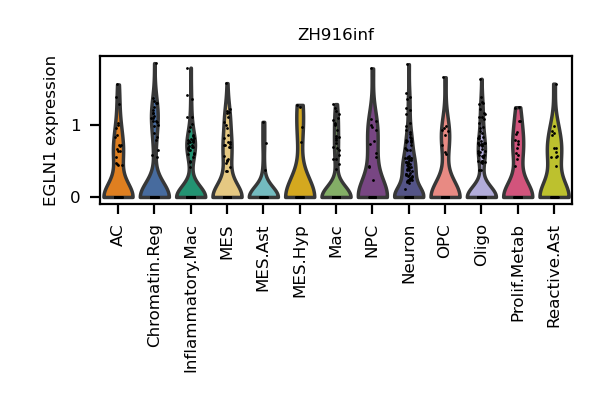 ZH916inf
EGLN1 expression
1
0
AC
Chromatin.Reg
Inflammatory.Mac
MES
MES.Ast
MES.Hyp
Mac
NPC
Neuron
OPC
Oligo
Prolif.Metab
Reactive.Ast